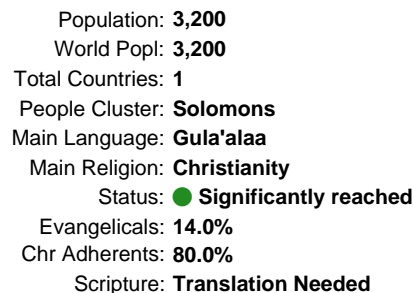 Population: 3,200
World Popl: 3,200
Total Countries: 1
People Cluster: Solomons
Main Language: Gula'alaa
Main Religion: Christianity
Status: Significantly reached
Evangelicals: 14.0%
Chr Adherents: 80.0%
Scripture: Translation Needed